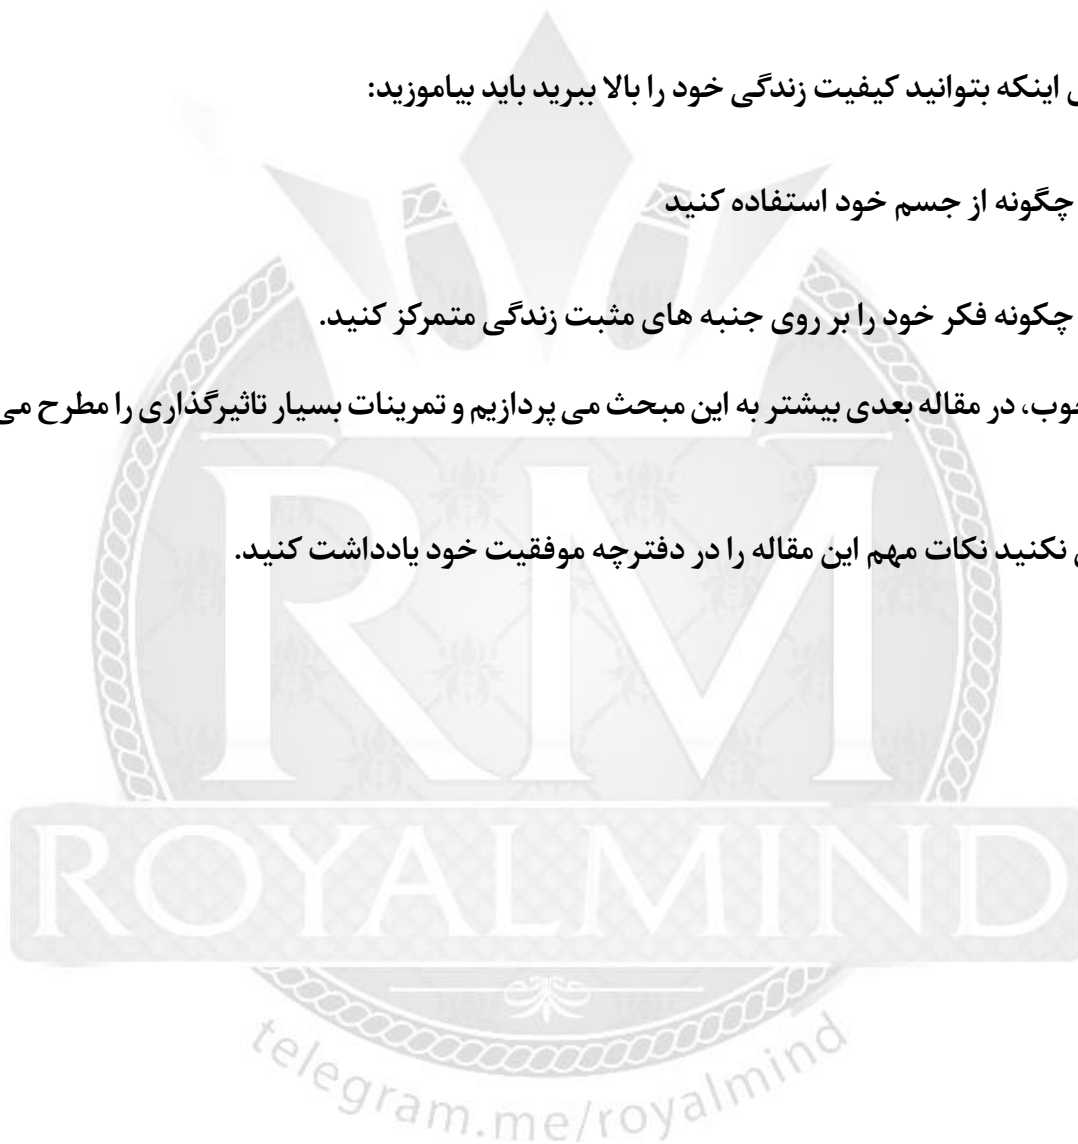 اینکه بتوانید کیفیت زندگی خود را بالا ببرید باید بیاموزید:
چگونه از جسم خود استفاده کنید
چکونه فکر خود را بر روی جنبه های مثبت زندگی متمرکز کنید.
در مقاله بعدی بیشتر به این مبحث می پردازیم و تمرینات بسیار تاثیرگذاری را مطرح می
نکنید نکات مهم این مقاله را در دفترچه موفقیت خود یادداشت کنید.
RM
ROYALMIND
telegram.me/royalmind